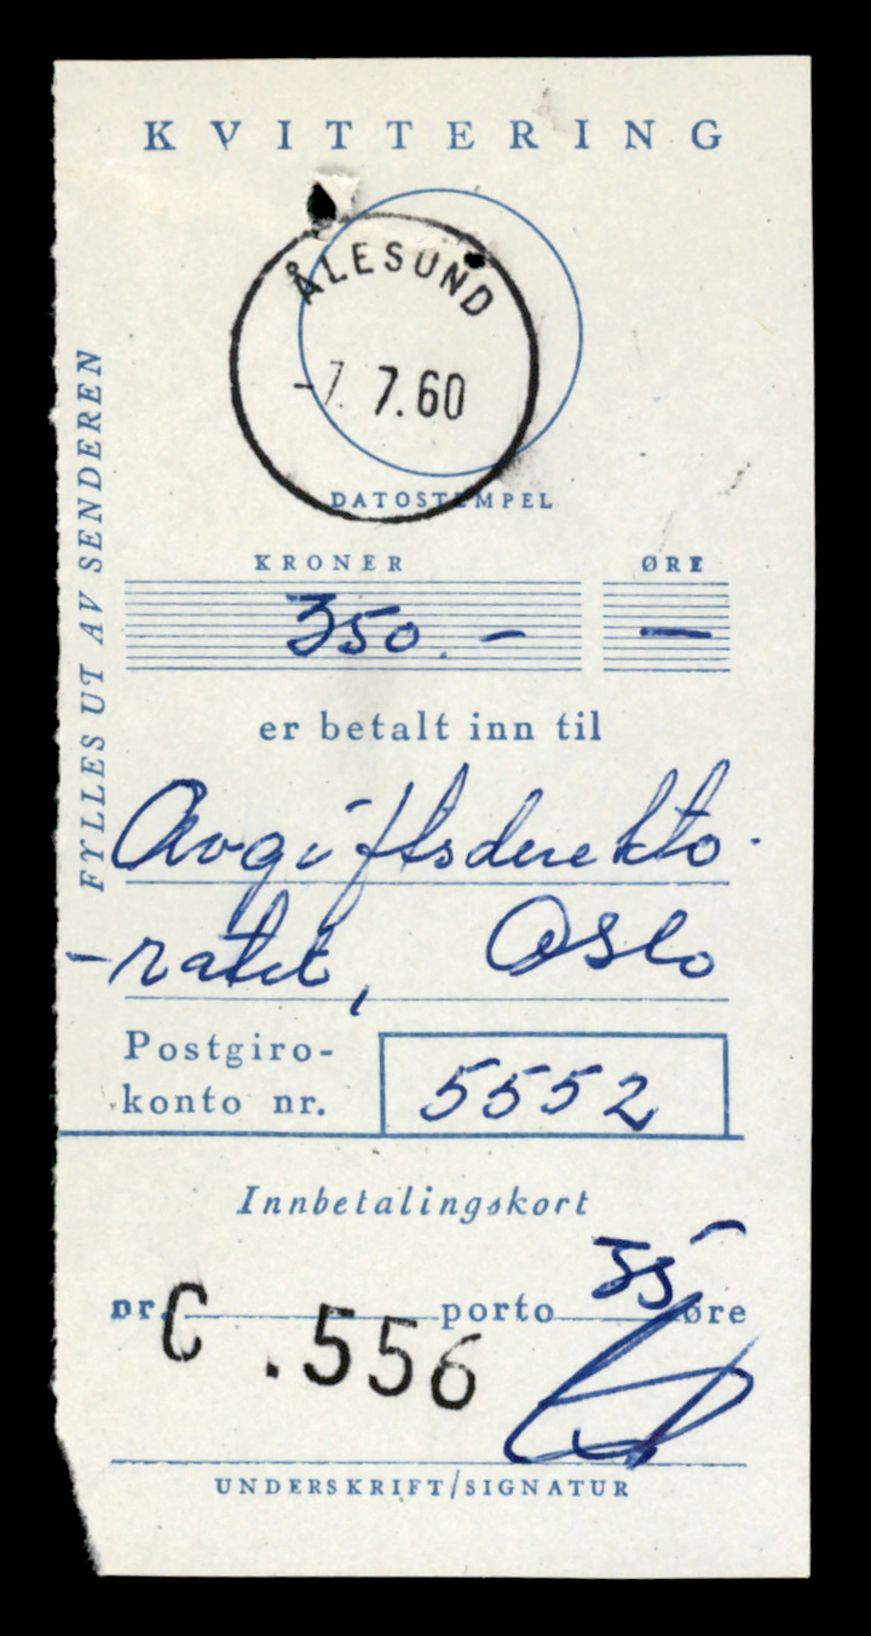 KVITTERING
ÅLESUND
-7. 7.60
DATOSTEMPEL
FYLLES UT AV SENDEREN
KRONER ØRE
350.- —
er betalt inn til
Avgiftsdirekto-
-ratet, Oslo
Postgiro-
konto nr. 5552
Innbetalingskort
nr. C .556 porto 35 øre
UNDERSKRIFT/SIGNATUR